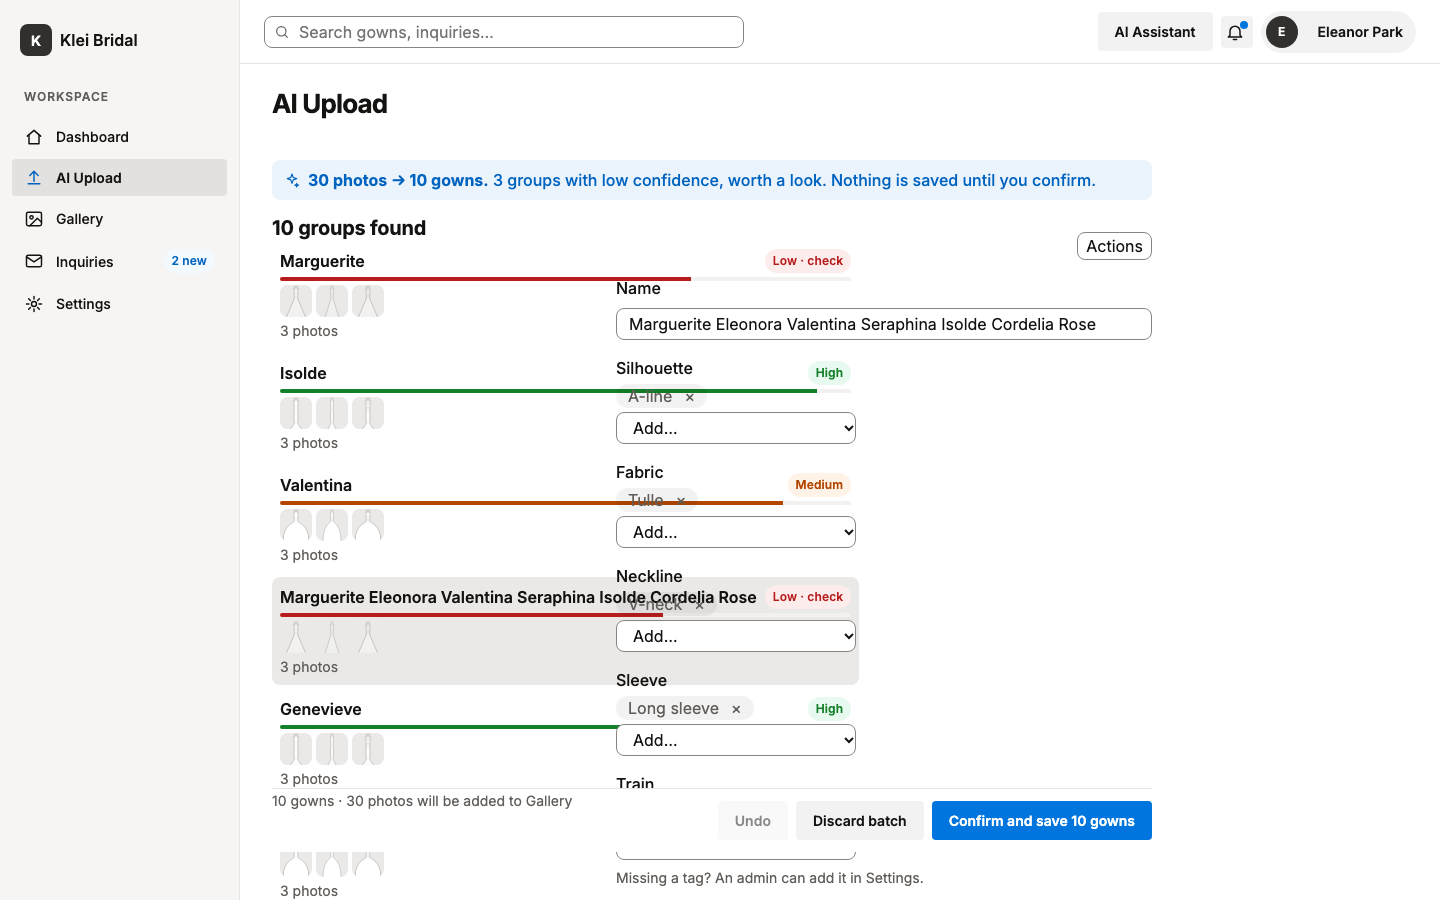 K Klei Bridal
Search gowns, inquiries...
AI Assistant
E
Eleanor Park
WORKSPACE
Dashboard
AI Upload
Gallery
Inquiries 2 new
Settings
AI Upload
30 photos → 10 gowns. 3 groups with low confidence, worth a look. Nothing is saved until you confirm.
10 groups found
Actions
Marguerite Low · check
3 photos
Isolde High
3 photos
Valentina Medium
3 photos
Marguerite Eleonora Valentina Seraphina Isolde Cordelia Rose Low · check
3 photos
Genevieve High
3 photos
3 photos
Name
Marguerite Eleonora Valentina Seraphina Isolde Cordelia Rose
Silhouette
A-line ×
Add...
Fabric
Tulle ×
Add...
Neckline
V-neck ×
Add...
Sleeve
Long sleeve ×
Add...
Train
Missing a tag? An admin can add it in Settings.
10 gowns · 30 photos will be added to Gallery
Undo
Discard batch
Confirm and save 10 gowns